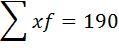 ∑ xf = 190